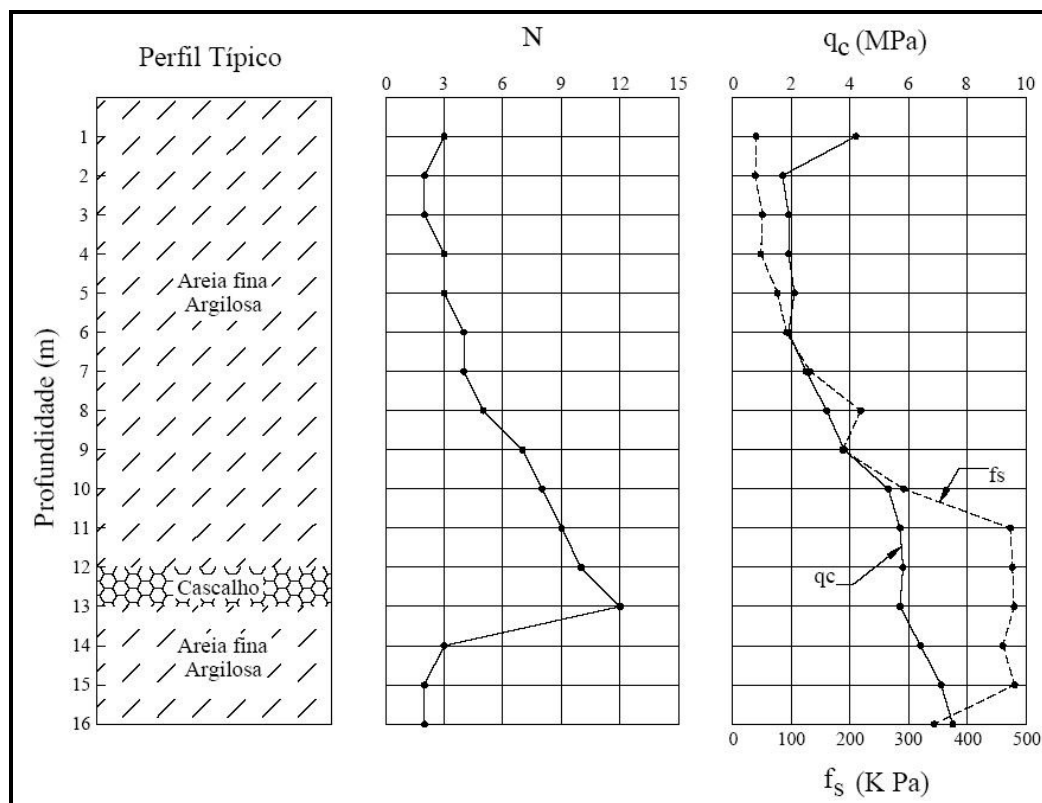 Perfil Típico
N
q_c (MPa)
0 3 6 9 12 15
0 2 4 6 8 10
Profundidade (m)
1
2
3
4
5
6
7
8
9
10
11
12
13
14
15
16
Areia fina
Argilosa
Cascalho
Areia fina
Argilosa
fs
qc
0 100 200 300 400 500
f_s (K Pa)